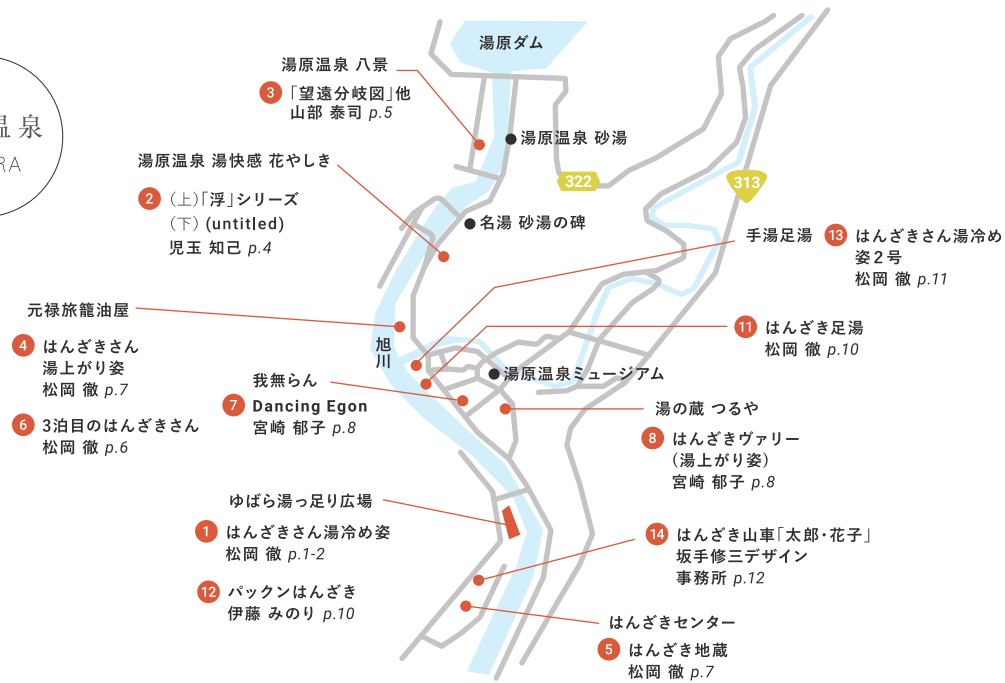 湯原ダム
湯原温泉 八景
3 「望遠分岐図」他
山部 泰司 p.5
温泉
RA
湯原温泉 砂湯
湯原温泉 湯快感 花やしき
322
313
2 (上)「浮」シリーズ
(下) (untitled)
児玉 知己 p.4
名湯 砂湯の碑
手湯足湯
13 はんざきさん湯冷め
姿2号
松岡 徹 p.11
元禄旅籠油屋
4 はんざきさん
湯上がり姿
松岡 徹 p.7
6 3泊目のはんざきさん
松岡 徹 p.6
旭川
11 はんざき足湯
松岡 徹 p.10
湯原温泉ミュージアム
我無らん
7 Dancing Egon
宮崎 郁子 p.8
湯の蔵 つるや
8 はんざきヴァリー
(湯上がり姿)
宮崎 郁子 p.8
ゆばら湯っ足り広場
1 はんざきさん湯冷め姿
松岡 徹 p.1-2
12 パックンはんざき
伊藤 みのり p.10
14 はんざき山車「太郎・花子」
坂手修三デザイン
事務所 p.12
はんざきセンター
5 はんざき地蔵
松岡 徹 p.7